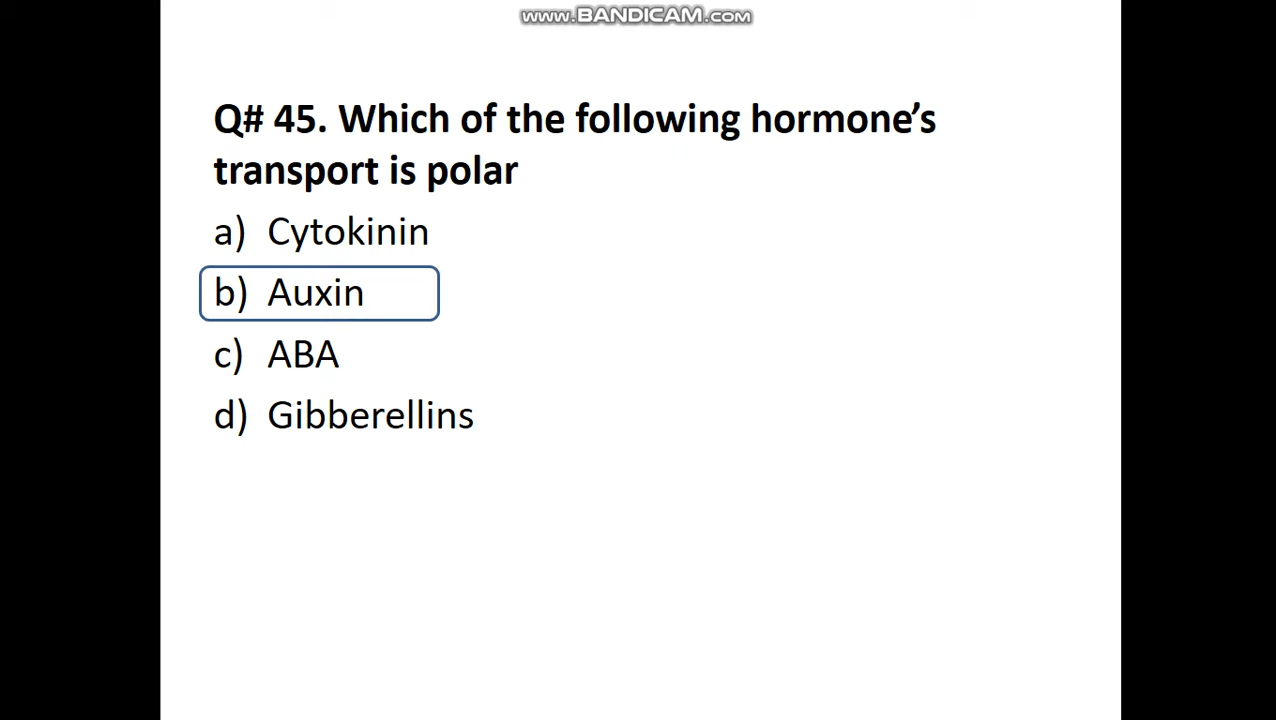 www.BANDICAM.com
Q# 45. Which of the following hormone’s
transport is polar
a) Cytokinin
b) Auxin
c) ABA
d) Gibberellins